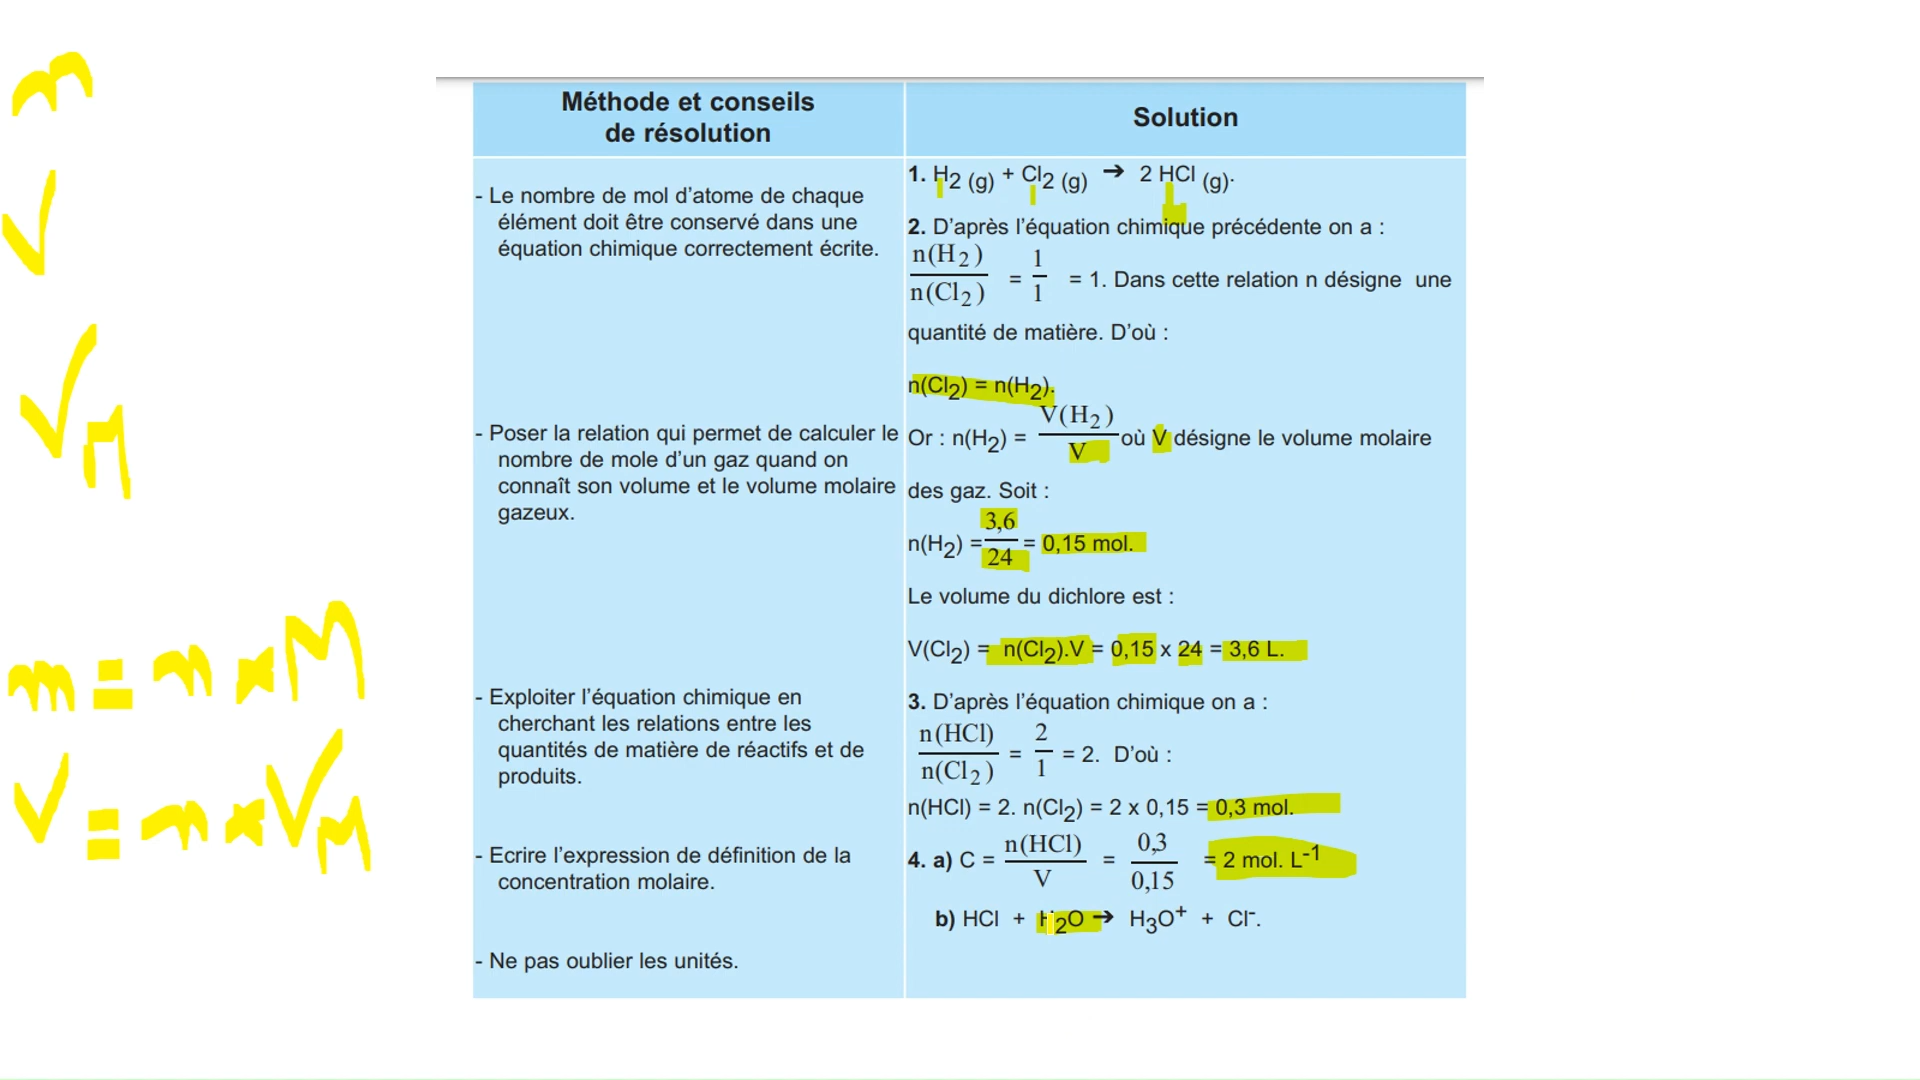 n
V
VM
m = n x M
V = n x VM
Méthode et conseils
de résolution
- Le nombre de mol d’atome de chaque
élément doit être conservé dans une
équation chimique correctement écrite.
- Poser la relation qui permet de calculer le
nombre de mole d’un gaz quand on
connaît son volume et le volume molaire
gazeux.
- Exploiter l’équation chimique en
cherchant les relations entre les
quantités de matière de réactifs et de
produits.
- Ecrire l’expression de définition de la
concentration molaire.
- Ne pas oublier les unités.
Solution
1. H2 (g) + Cl2 (g) ➔ 2 HCl (g).
2. D’après l’équation chimique précédente on a :
n(H2)/n(Cl2) = 1/1 = 1. Dans cette relation n désigne une
quantité de matière. D’où :
n(Cl2) = n(H2).
Or : n(H2) = V(H2)/V où V désigne le volume molaire
des gaz. Soit :
n(H2) = 3,6/24 = 0,15 mol.
Le volume du dichlore est :
V(Cl2) = n(Cl2).V = 0,15 x 24 = 3,6 L.
3. D’après l’équation chimique on a :
n(HCl)/n(Cl2) = 2/1 = 2. D’où :
n(HCl) = 2. n(Cl2) = 2 x 0,15 = 0,3 mol.
4. a) C = n(HCl)/V = 0,3/0,15 = 2 mol. L-1
b) HCl + H2O ➔ H3O+ + Cl-.